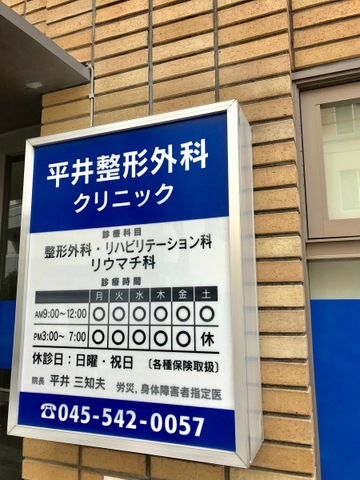 平井整形外科
クリニック
診療科目
整形外科・リハビリテーション科
リウマチ科
診療時間
月 火 水 木 金 土
AM9:00~12:00 ○ ○ ○ ○ ○ ○
PM3:00~7:00 ○ ○ ○ ○ ○ 休
休診日:日曜・祝日 〔各種保険取扱〕
院長 平井 三知夫 労災,身体障害者指定医
☎045-542-0057